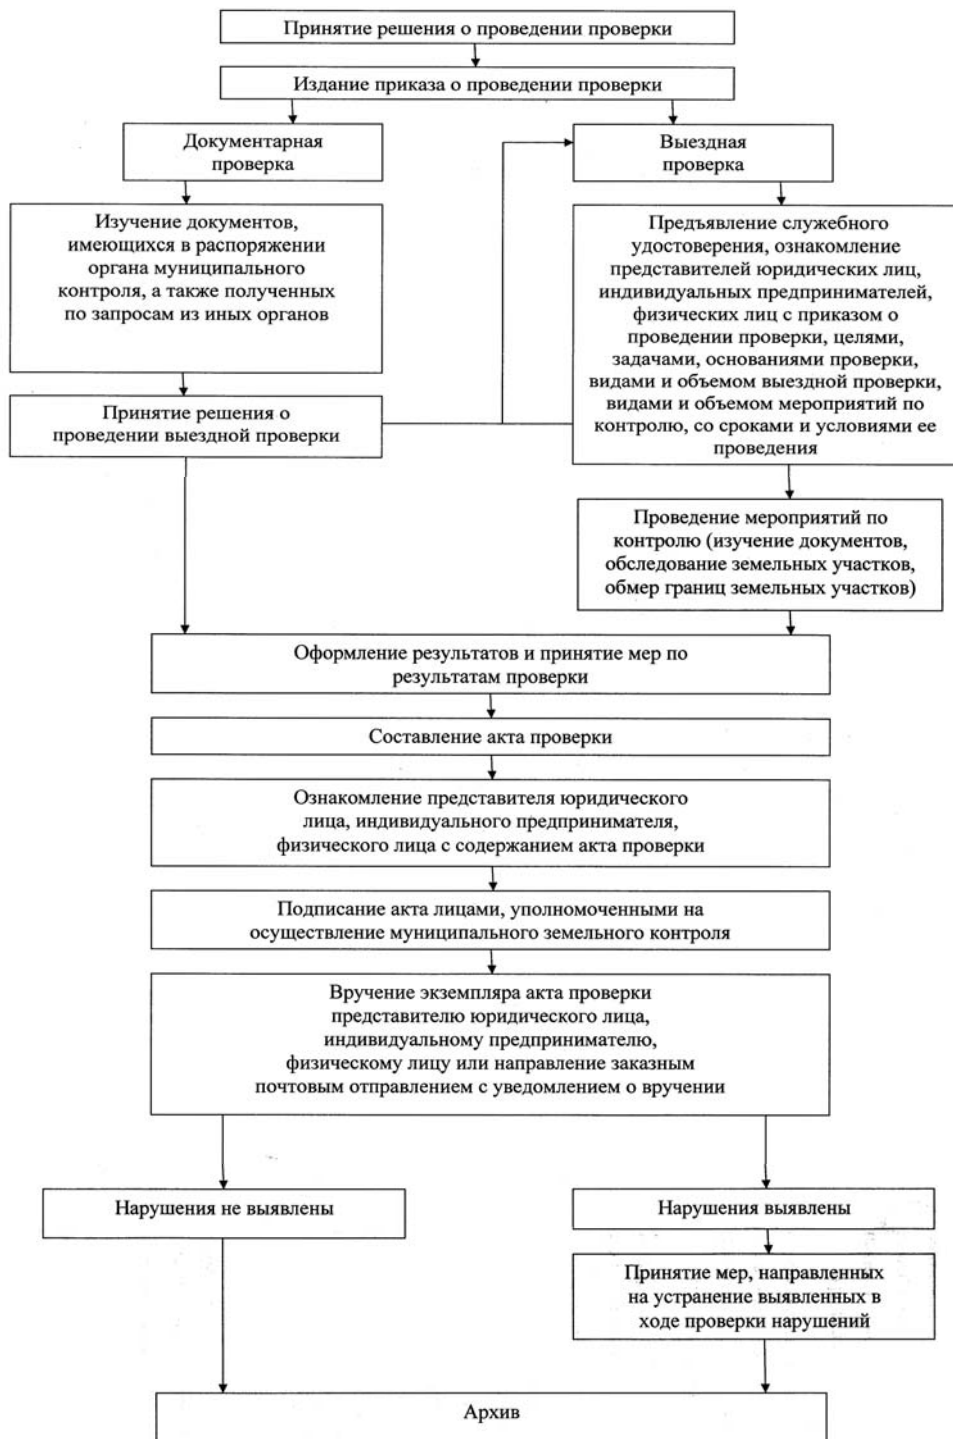 Принятие решения о проведении проверки
Издание приказа о проведении проверки
Документарная
проверка
Выездная
проверка
Изучение документов,
имеющихся в распоряжении
органа муниципального
контроля, а также полученных
по запросам из иных органов
Предъявление служебного
удостоверения, ознакомление
представителей юридических лиц,
индивидуальных предпринимателей,
физических лиц с приказом о
проведении проверки, целями,
задачами, основаниями проверки,
видами и объемом выездной проверки,
видами и объемом мероприятий по
контролю, со сроками и условиями ее
проведения
Принятие решения о
проведении выездной проверки
Проведение мероприятий по
контролю (изучение документов,
обследование земельных участков,
обмер границ земельных участков)
Оформление результатов и принятие мер по
результатам проверки
Составление акта проверки
Ознакомление представителя юридического
лица, индивидуального предпринимателя,
физического лица с содержанием акта проверки
Подписание акта лицами, уполномоченными на
осуществление муниципального земельного контроля
Вручение экземпляра акта проверки
представителю юридического лица,
индивидуальному предпринимателю,
физическому лицу или направление заказным
почтовым отправлением с уведомлением о вручении
Нарушения не выявлены
Нарушения выявлены
Принятие мер, направленных
на устранение выявленных в
ходе проверки нарушений
Архив